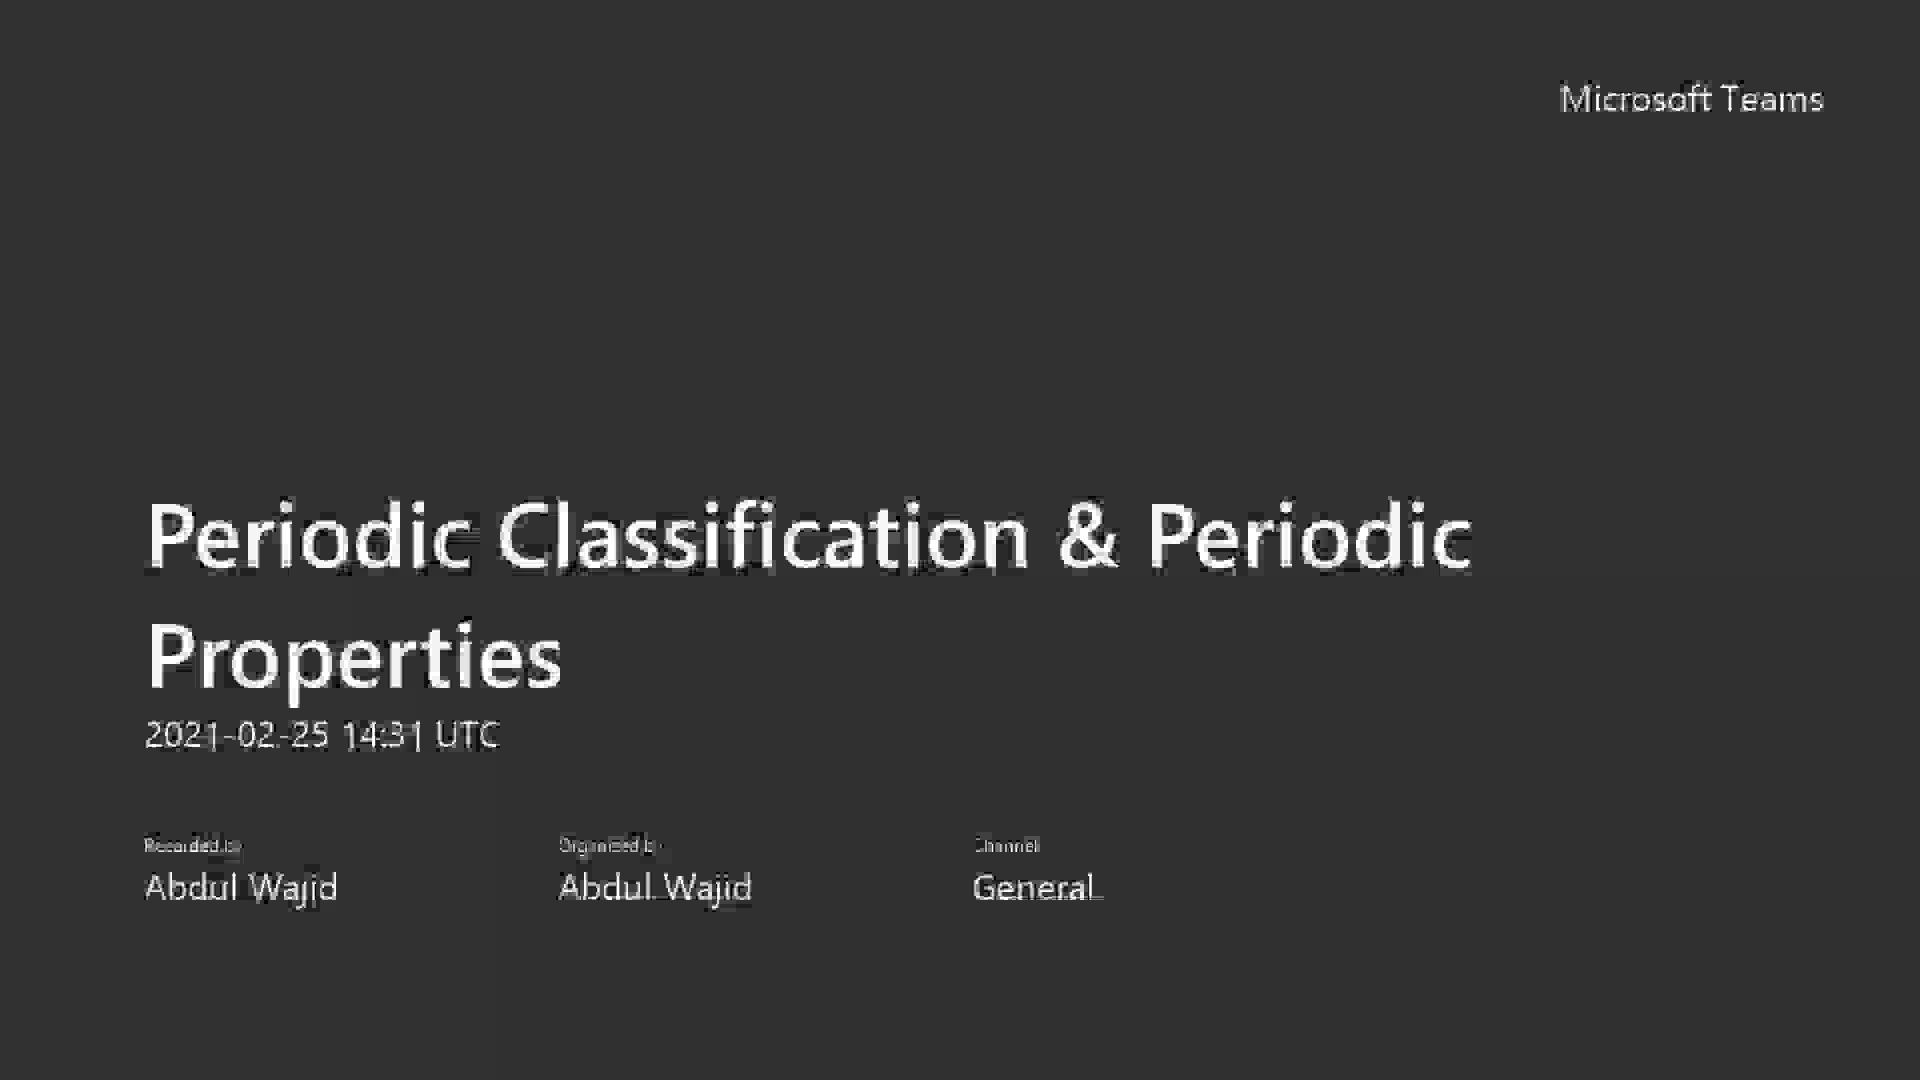 Microsoft Teams
Periodic Classification & Periodic
Properties
2021-02-25 14:31 UTC
Recorded by Organized by Channel
Abdul Wajid Abdul Wajid General